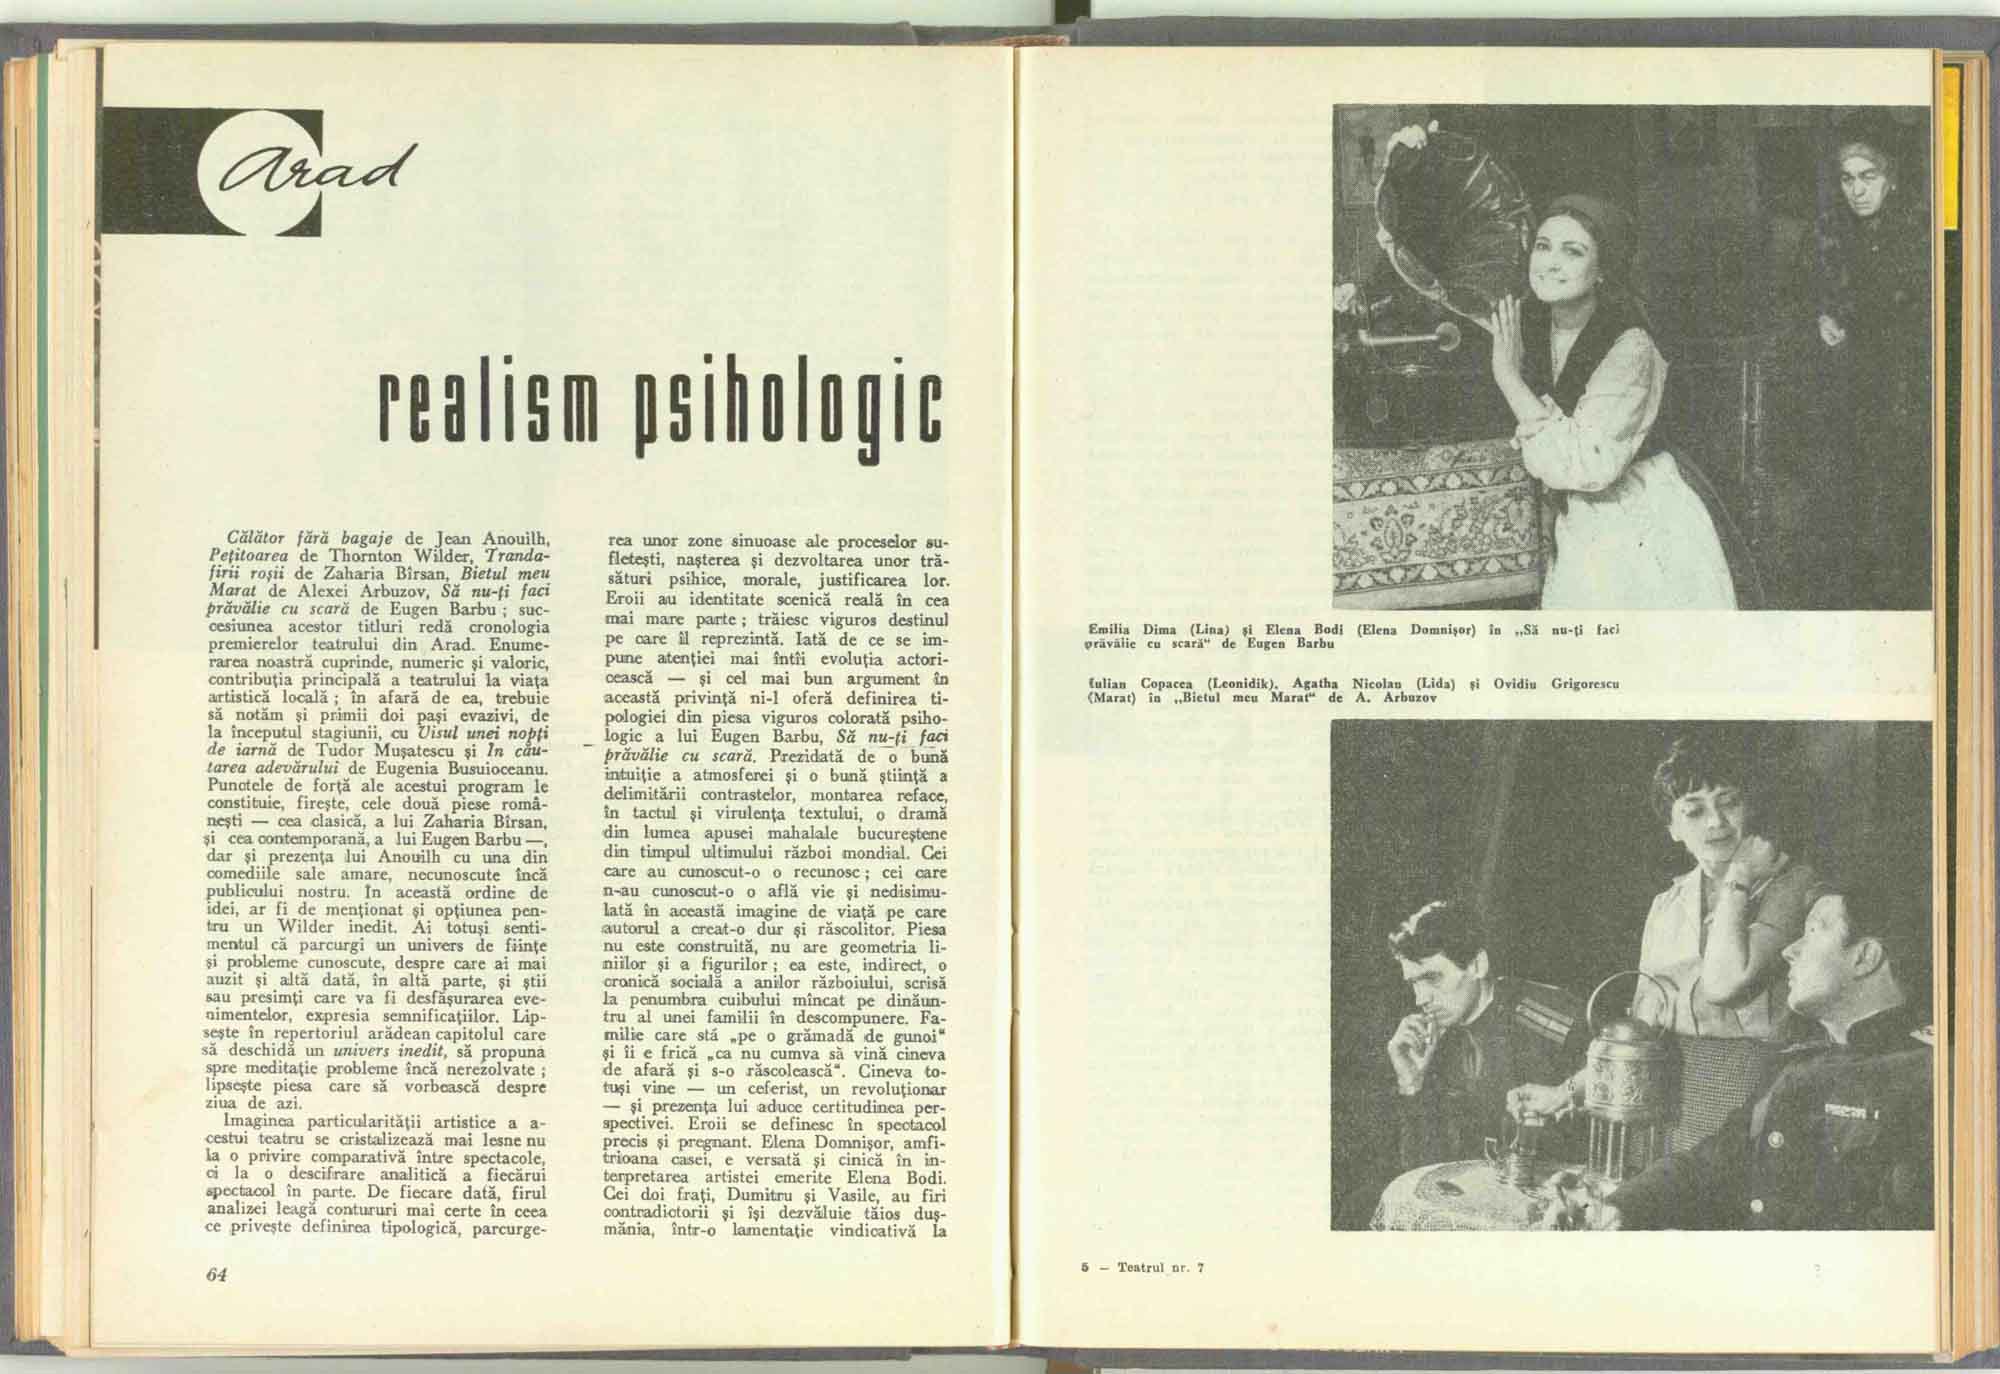 Arad
realism psihologic
Călător fără bagaje de Jean Anouilh,
Pețitoarea de Thornton Wilder, Tranda-
firii roșii de Zaharia Bîrsan, Bietul meu
Marat de Alexei Arbuzov, Să nu-ți faci
prăvălie cu scară de Eugen Barbu ; suc-
cesiunea acestor titluri redă cronologia
premierelor teatrului din Arad. Enume-
rarea noastră cuprinde, numeric și valoric,
contribuția principală a teatrului la viața
artistică locală ; în afară de ea, trebuie
să notăm și primii doi pași evazivi, de
la începutul stagiunii, cu Visul unei nopți
de iarnă de Tudor Mușatescu și In cău-
tarea adevărului de Eugenia Busuioceanu.
Punctele de forță ale acestui program le
constituie, firește, cele două piese romî-
nești — cea clasică, a lui Zaharia Bîrsan,
și cea contemporană, a lui Eugen Barbu —,
dar și prezența lui Anouilh cu una din
comediile sale amare, necunoscute încă
publicului nostru. În această ordine de
idei, ar fi de menționat și opțiunea pen-
tru un Wilder inedit. Ai totuși senti-
mentul că parcurgi un univers de ființe
și probleme cunoscute, despre care ai mai
auzit și altă dată, în altă parte, și știi
sau presimți care va fi desfășurarea eve-
nimentelor, expresia semnificațiilor. Lip-
sește în repertoriul arădean capitolul care
să deschidă un univers inedit, să propună
spre meditație probleme încă nerezolvate ;
lipsește piesa care să vorbească despre
ziua de azi.
Imaginea particularității artistice a a-
cestui teatru se cristalizează mai lesne nu
la o privire comparativă între spectacole,
ci la o descifrare analitică a fiecărui
spectacol în parte. De fiecare dată, firul
analizei leagă contururi mai certe în ceea
ce privește definirea tipologică, parcurge-
64
rea unor zone sinuoase ale proceselor su-
fletești, nașterea și dezvoltarea unor tră-
sături psihice, morale, justificarea lor.
Eroii au identitate scenică reală în cea
mai mare parte ; trăiesc viguros destinul
pe care îl reprezintă. Iată de ce se im-
pune atenției mai întîi evoluția actori-
cească — și cel mai bun argument în
această privință ni-l oferă definirea ti-
pologiei din piesa viguros colorată psiho-
logic a lui Eugen Barbu, Să nu-ți faci
prăvălie cu scară. Prezidată de o bună
intuiție a atmosferei și o bună știință a
delimitării contrastelor, montarea reface,
în tactul și virulența textului, o dramă
din lumea apusei mahalale bucureștene
din timpul ultimului război mondial. Cei
care au cunoscut-o o recunosc ; cei care
n-au cunoscut-o o află vie și nedisimu-
lată în această imagine de viață pe care
autorul a creat-o dur și răscolitor. Piesa
nu este construită, nu are geometria li-
niilor și a figurilor ; ea este, indirect, o
cronică socială a anilor războiului, scrisă
la penumbra cuibului mîncat pe dinăun-
tru al unei familii în descompunere. Fa-
milie care stă „pe o grămadă de gunoi“
și îi e frică „ca nu cumva să vină cineva
de afară și s-o răscolească“. Cineva to-
tuși vine — un ceferist, un revoluționar
— și prezența lui aduce certitudinea per-
spectivei. Eroii se definesc în spectacol
precis și pregnant. Elena Domnișor, amfi-
trioana casei, e versată și cinică în in-
terpretarea artistei emerite Elena Bodi.
Cei doi frați, Dumitru și Vasile, au firi
contradictorii și își dezvăluie tăios duș-
mănia, într-o lamentație vindicativă la
Emilia Dima (Lina) și Elena Bodi (Elena Domnișor) în „Să nu-ți faci
prăvălie cu scară“ de Eugen Barbu
Iulian Copacea (Leonidik), Agatha Nicolau (Lida) și Ovidiu Grigorescu
(Marat) în „Bietul meu Marat“ de A. Arbuzov
5 — Teatrul nr. 7